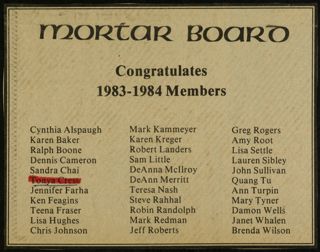 MORTAR BOARD
Congratulates
1983-1984 Members
Cynthia Alspaugh
Karen Baker
Ralph Boone
Dennis Cameron
Sandra Chai
Tonya Cress
Jennifer Farha
Ken Feagins
Teena Fraser
Lisa Hughes
Chris Johnson
Mark Kammeyer
Karen Kreger
Robert Landers
Sam Little
DeAnna McIlroy
DeAnn Merritt
Teresa Nash
Steve Rahhal
Robin Randolph
Mark Redman
Jeff Roberts
Greg Rogers
Amy Root
Lisa Settle
Lauren Sibley
John Sullivan
Quang Tu
Ann Turpin
Mary Tyner
Damon Wells
Janet Whalen
Brenda Wilson